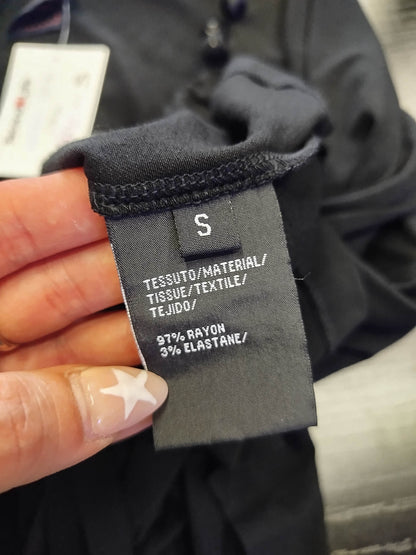 S
TESSUTO/MATERIAL/
TISSUE/TEXTILE/
TEJIDO/
97% RAYON
3% ELASTANE/